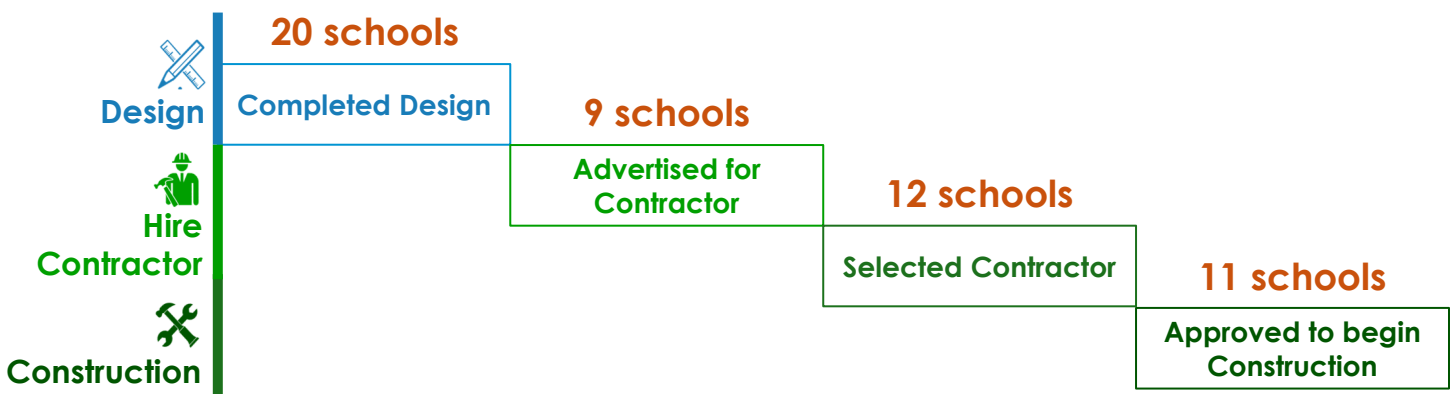 20 schools
Design
Completed Design
9 schools
Advertised for
Contractor
Hire
Contractor
12 schools
Selected Contractor
11 schools
Construction
Approved to begin
Construction